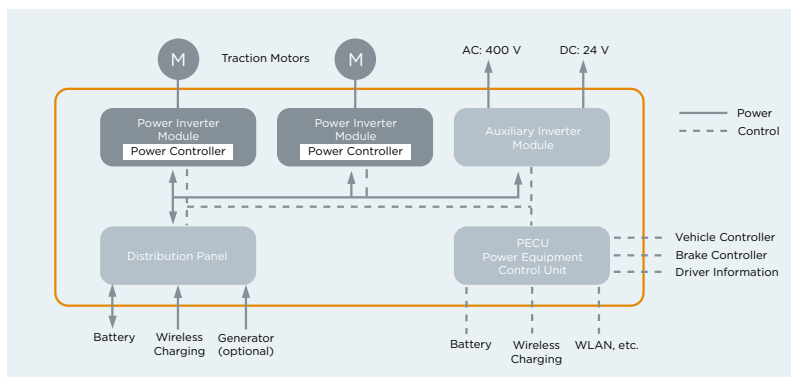 M
Traction Motors
M
AC: 400 V
DC: 24 V
Power Inverter
Module
Power Controller
Power Inverter
Module
Power Controller
Auxiliary Inverter
Module
Power
Control
Distribution Panel
PECU
Power Equipment
Control Unit
Vehicle Controller
Brake Controller
Driver Information
Battery
Wireless
Charging
Generator
(optional)
Battery
Wireless
Charging
WLAN, etc.